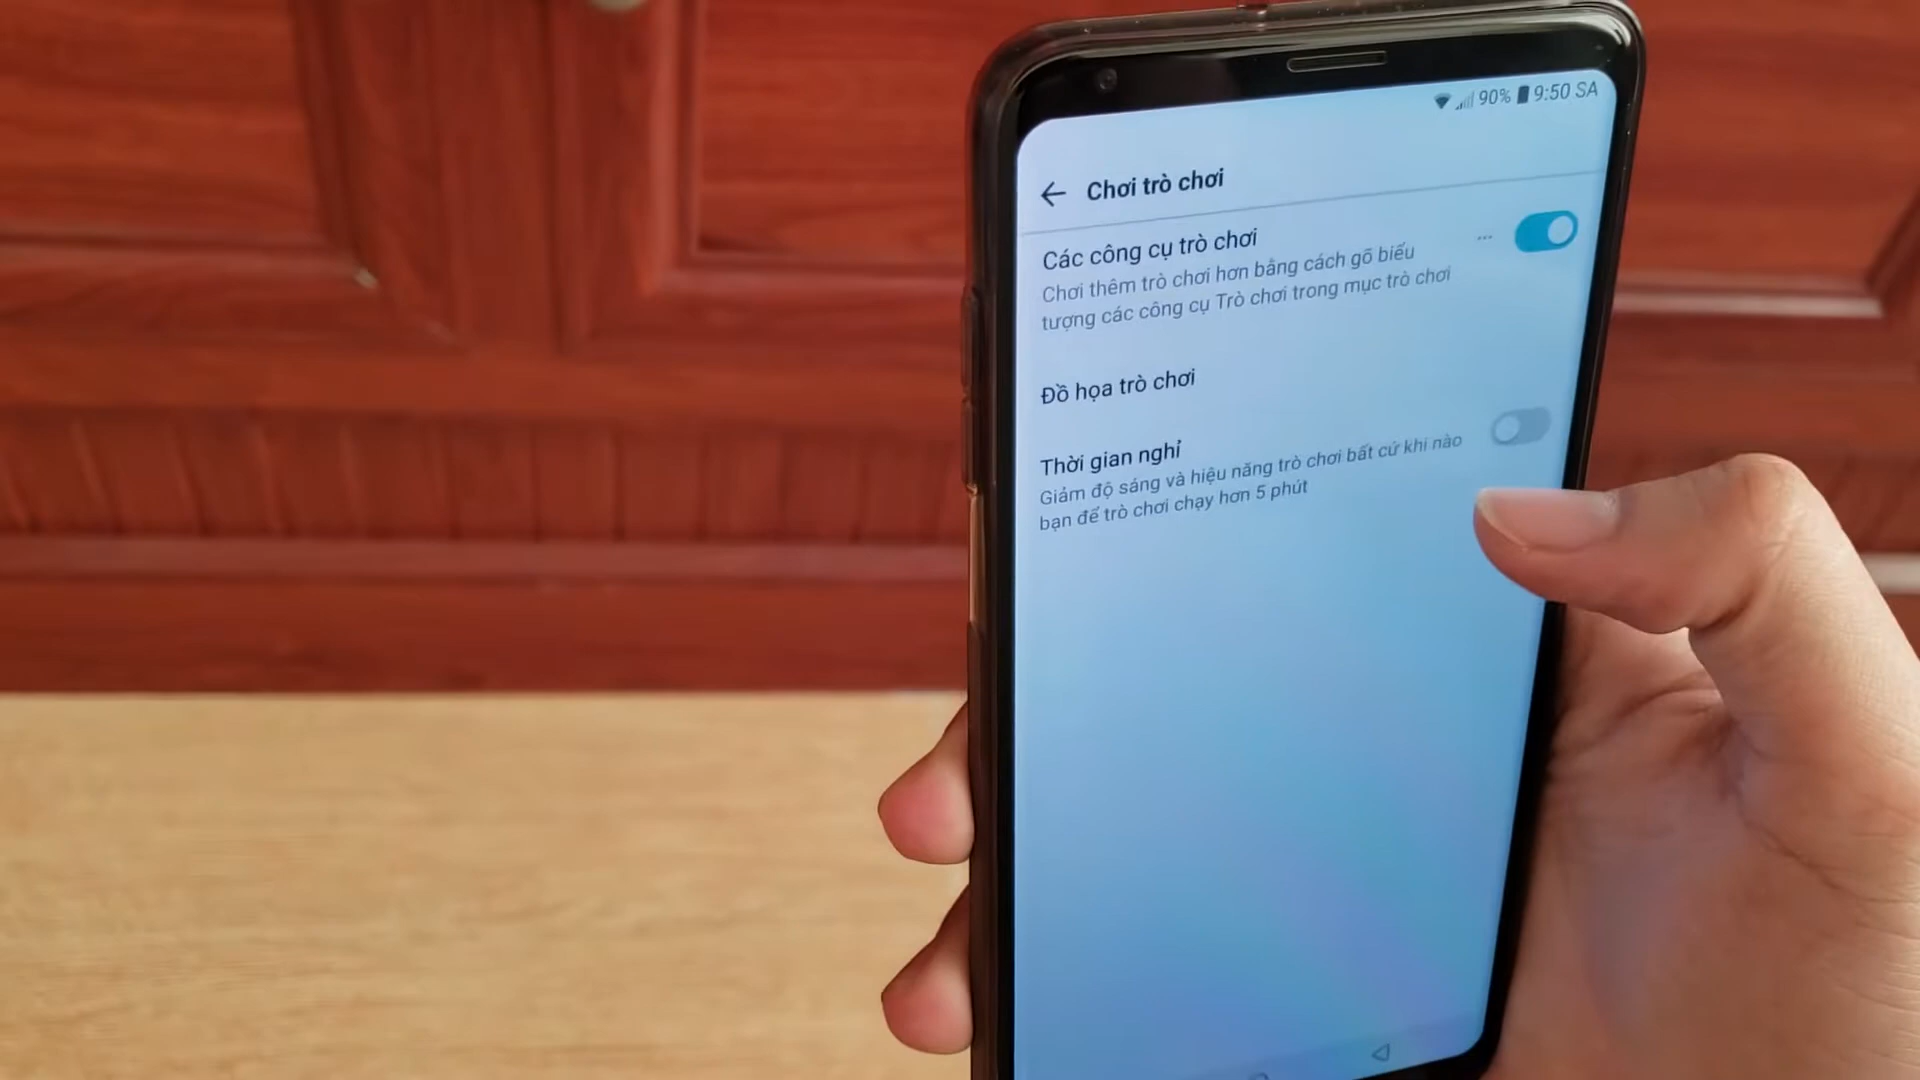 90% 9:50 SA
Chơi trò chơi
Các công cụ trò chơi
Chơi thêm trò chơi hơn bằng cách gõ biểu
tượng các công cụ Trò chơi trong mục trò chơi
Đồ họa trò chơi
Thời gian nghỉ
Giảm độ sáng và hiệu năng trò chơi bất cứ khi nào
bạn để trò chơi chạy hơn 5 phút